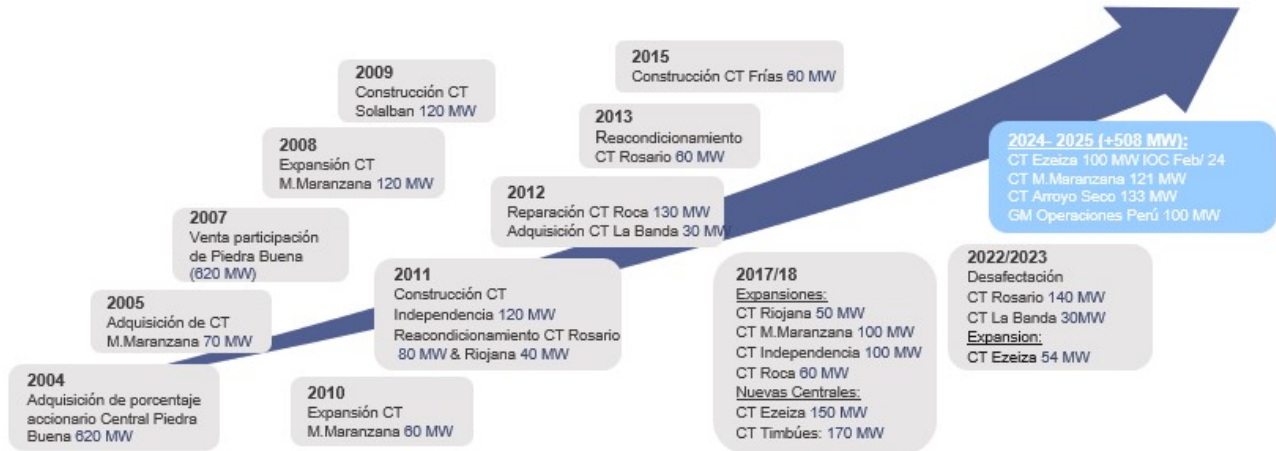 2004
Adquisición de porcentaje
accionario Central Piedra
Buena 620 MW
2005
Adquisición de CT
M.Maranzana 70 MW
2007
Venta participación
de Piedra Buena
(620 MW)
2008
Expansión CT
M.Maranzana 120 MW
2009
Construcción CT
Solalban 120 MW
2010
Expansión CT
M.Maranzana 60 MW
2011
Construcción CT
Independencia 120 MW
Reacondicionamiento CT Rosario
80 MW & Riojana 40 MW
2012
Reparación CT Roca 130 MW
Adquisición CT La Banda 30 MW
2013
Reacondicionamiento
CT Rosario 60 MW
2015
Construcción CT Frías 60 MW
2017/18
Expansiones:
CT Riojana 50 MW
CT M.Maranzana 100 MW
CT Independencia 100 MW
CT Roca 60 MW
Nuevas Centrales:
CT Ezeiza 150 MW
CT Timbúes: 170 MW
2022/2023
Desafectación
CT Rosario 140 MW
CT La Banda 30MW
Expansion:
CT Ezeiza 54 MW
2024- 2025 (+508 MW):
CT Ezeiza 100 MW IOC Feb/ 24
CT M.Maranzana 121 MW
CT Arroyo Seco 133 MW
GM Operaciones Perú 100 MW